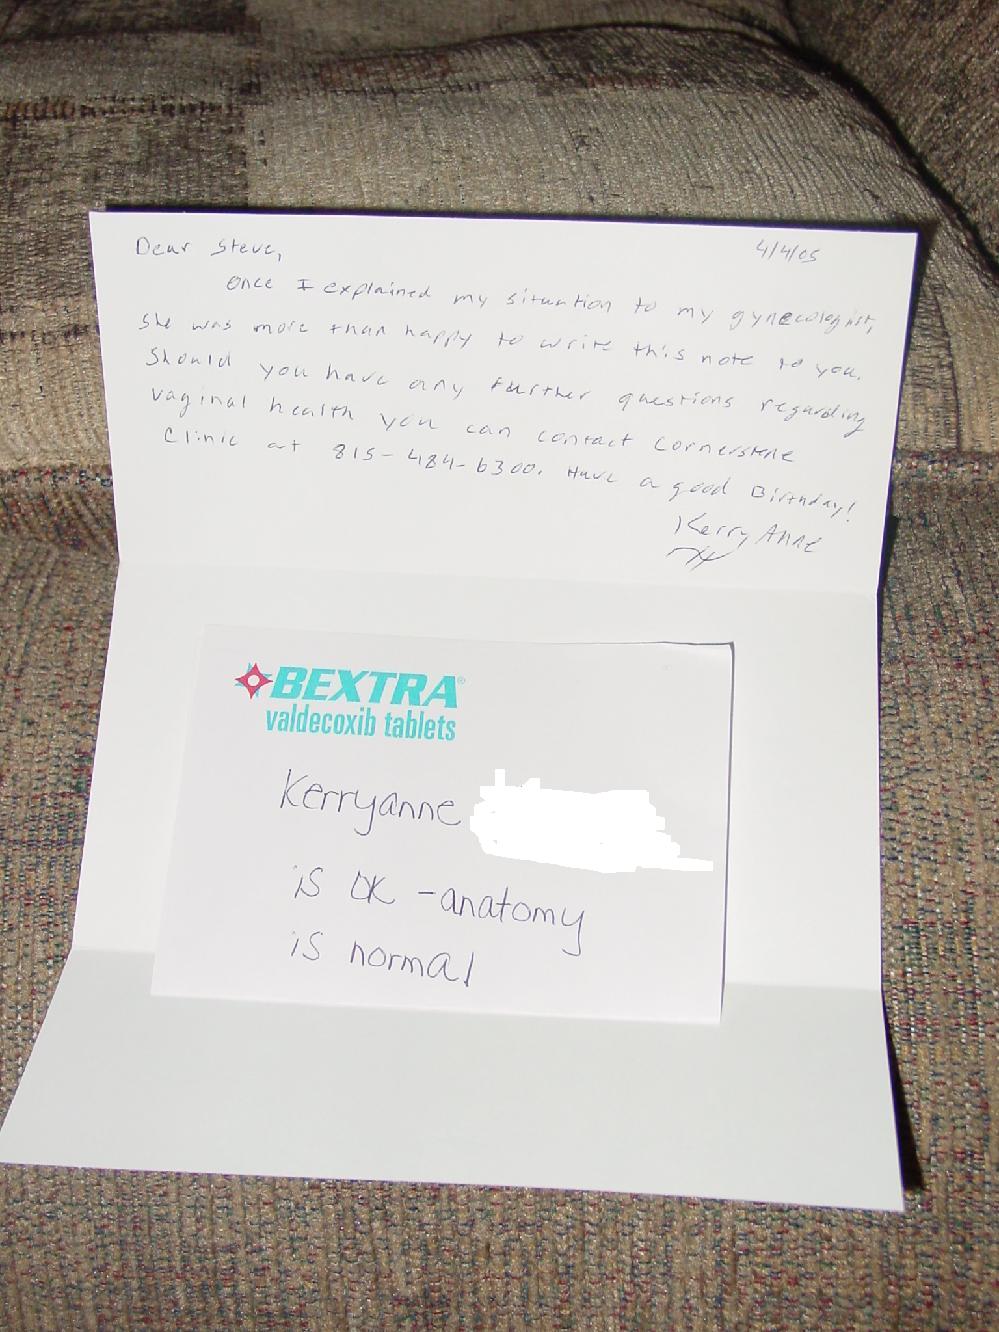 4/4/05
Dear Steve,
Once I explained my situation to my gynecologist,
she was more than happy to write this note to you.
Should you have any further questions regarding
vaginal health you can contact Cornerstone
Clinic at 815-484-6300. Have a good Birthday!
Kerry Anne
BEXTRA®
valdecoxib tablets
Kerryanne
is OK - anatomy
is normal